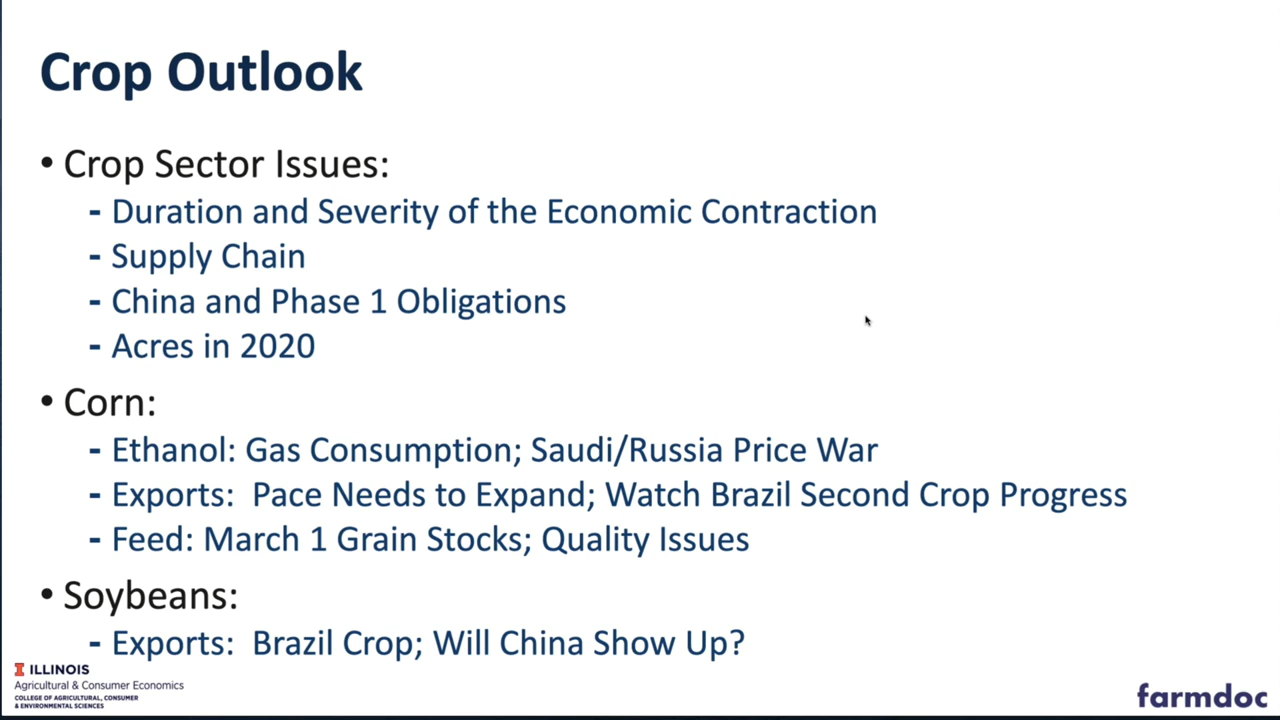 Crop Outlook
• Crop Sector Issues:
- Duration and Severity of the Economic Contraction
- Supply Chain
- China and Phase 1 Obligations
- Acres in 2020
• Corn:
- Ethanol: Gas Consumption; Saudi/Russia Price War
- Exports:  Pace Needs to Expand; Watch Brazil Second Crop Progress
- Feed: March 1 Grain Stocks; Quality Issues
• Soybeans:
- Exports:  Brazil Crop; Will China Show Up?
I ILLINOIS
Agricultural & Consumer Economics
COLLEGE OF AGRICULTURAL, CONSUMER
& ENVIRONMENTAL SCIENCES
farmdoc